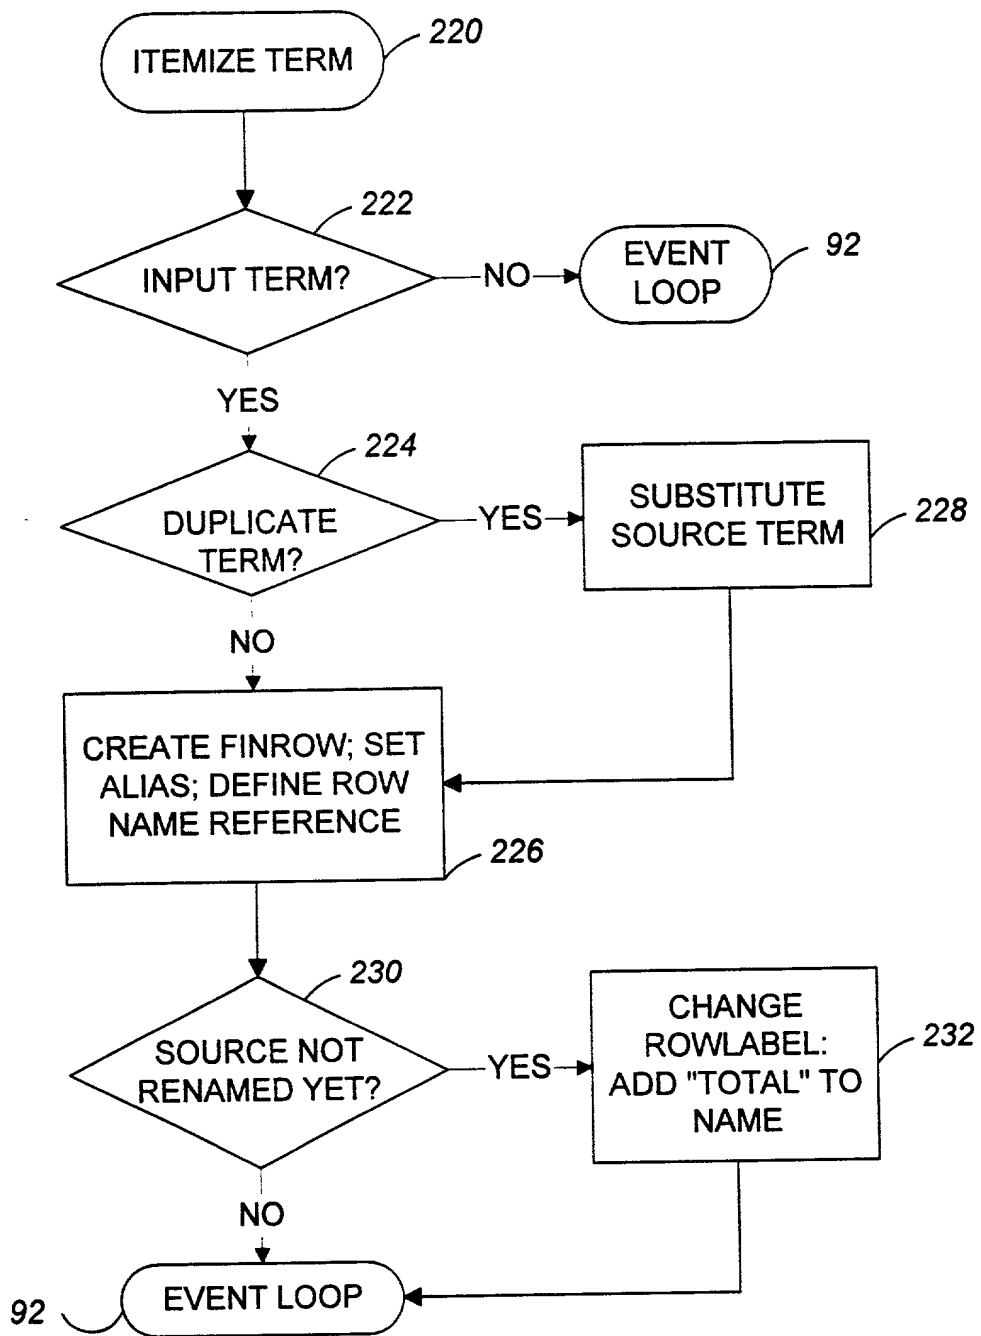 220
ITEMIZE TERM
222
INPUT TERM?
NO
EVENT
LOOP
92
YES
224
DUPLICATE
TERM?
YES
SUBSTITUTE
SOURCE TERM
228
NO
CREATE FINROW; SET
ALIAS; DEFINE ROW
NAME REFERENCE
226
230
SOURCE NOT
RENAMED YET?
YES
CHANGE
ROWLABEL:
ADD "TOTAL" TO
NAME
232
NO
EVENT LOOP
92